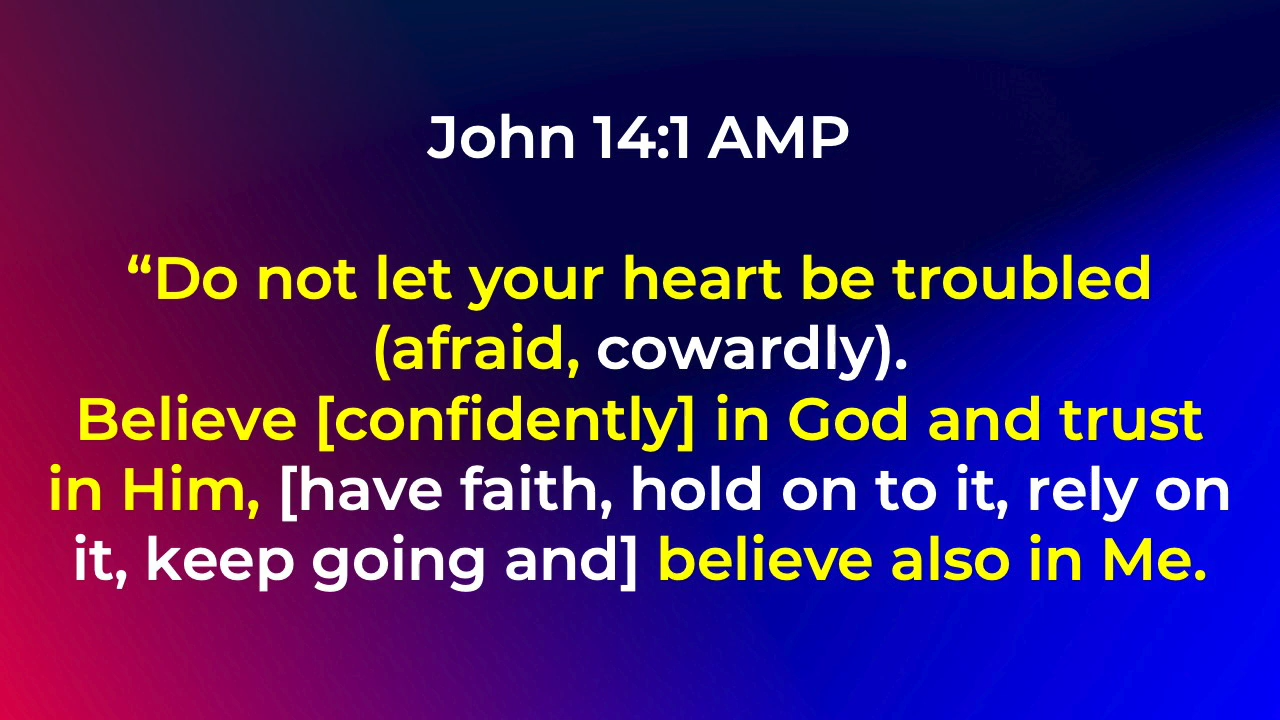 John 14:1 AMP
“Do not let your heart be troubled
(afraid, cowardly).
Believe [confidently] in God and trust
in Him, [have faith, hold on to it, rely on
it, keep going and] believe also in Me.